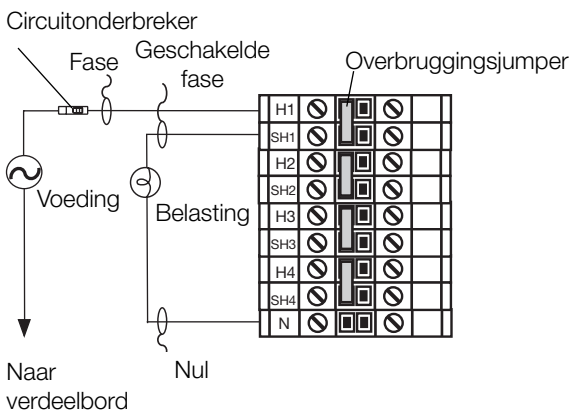 Circuitonderbreker
Fase
Geschakelde
fase
Overbruggingsjumper
H1
SH1
H2
SH2
H3
SH3
H4
SH4
N
Voeding
Belasting
Nul
Naar
verdeelbord